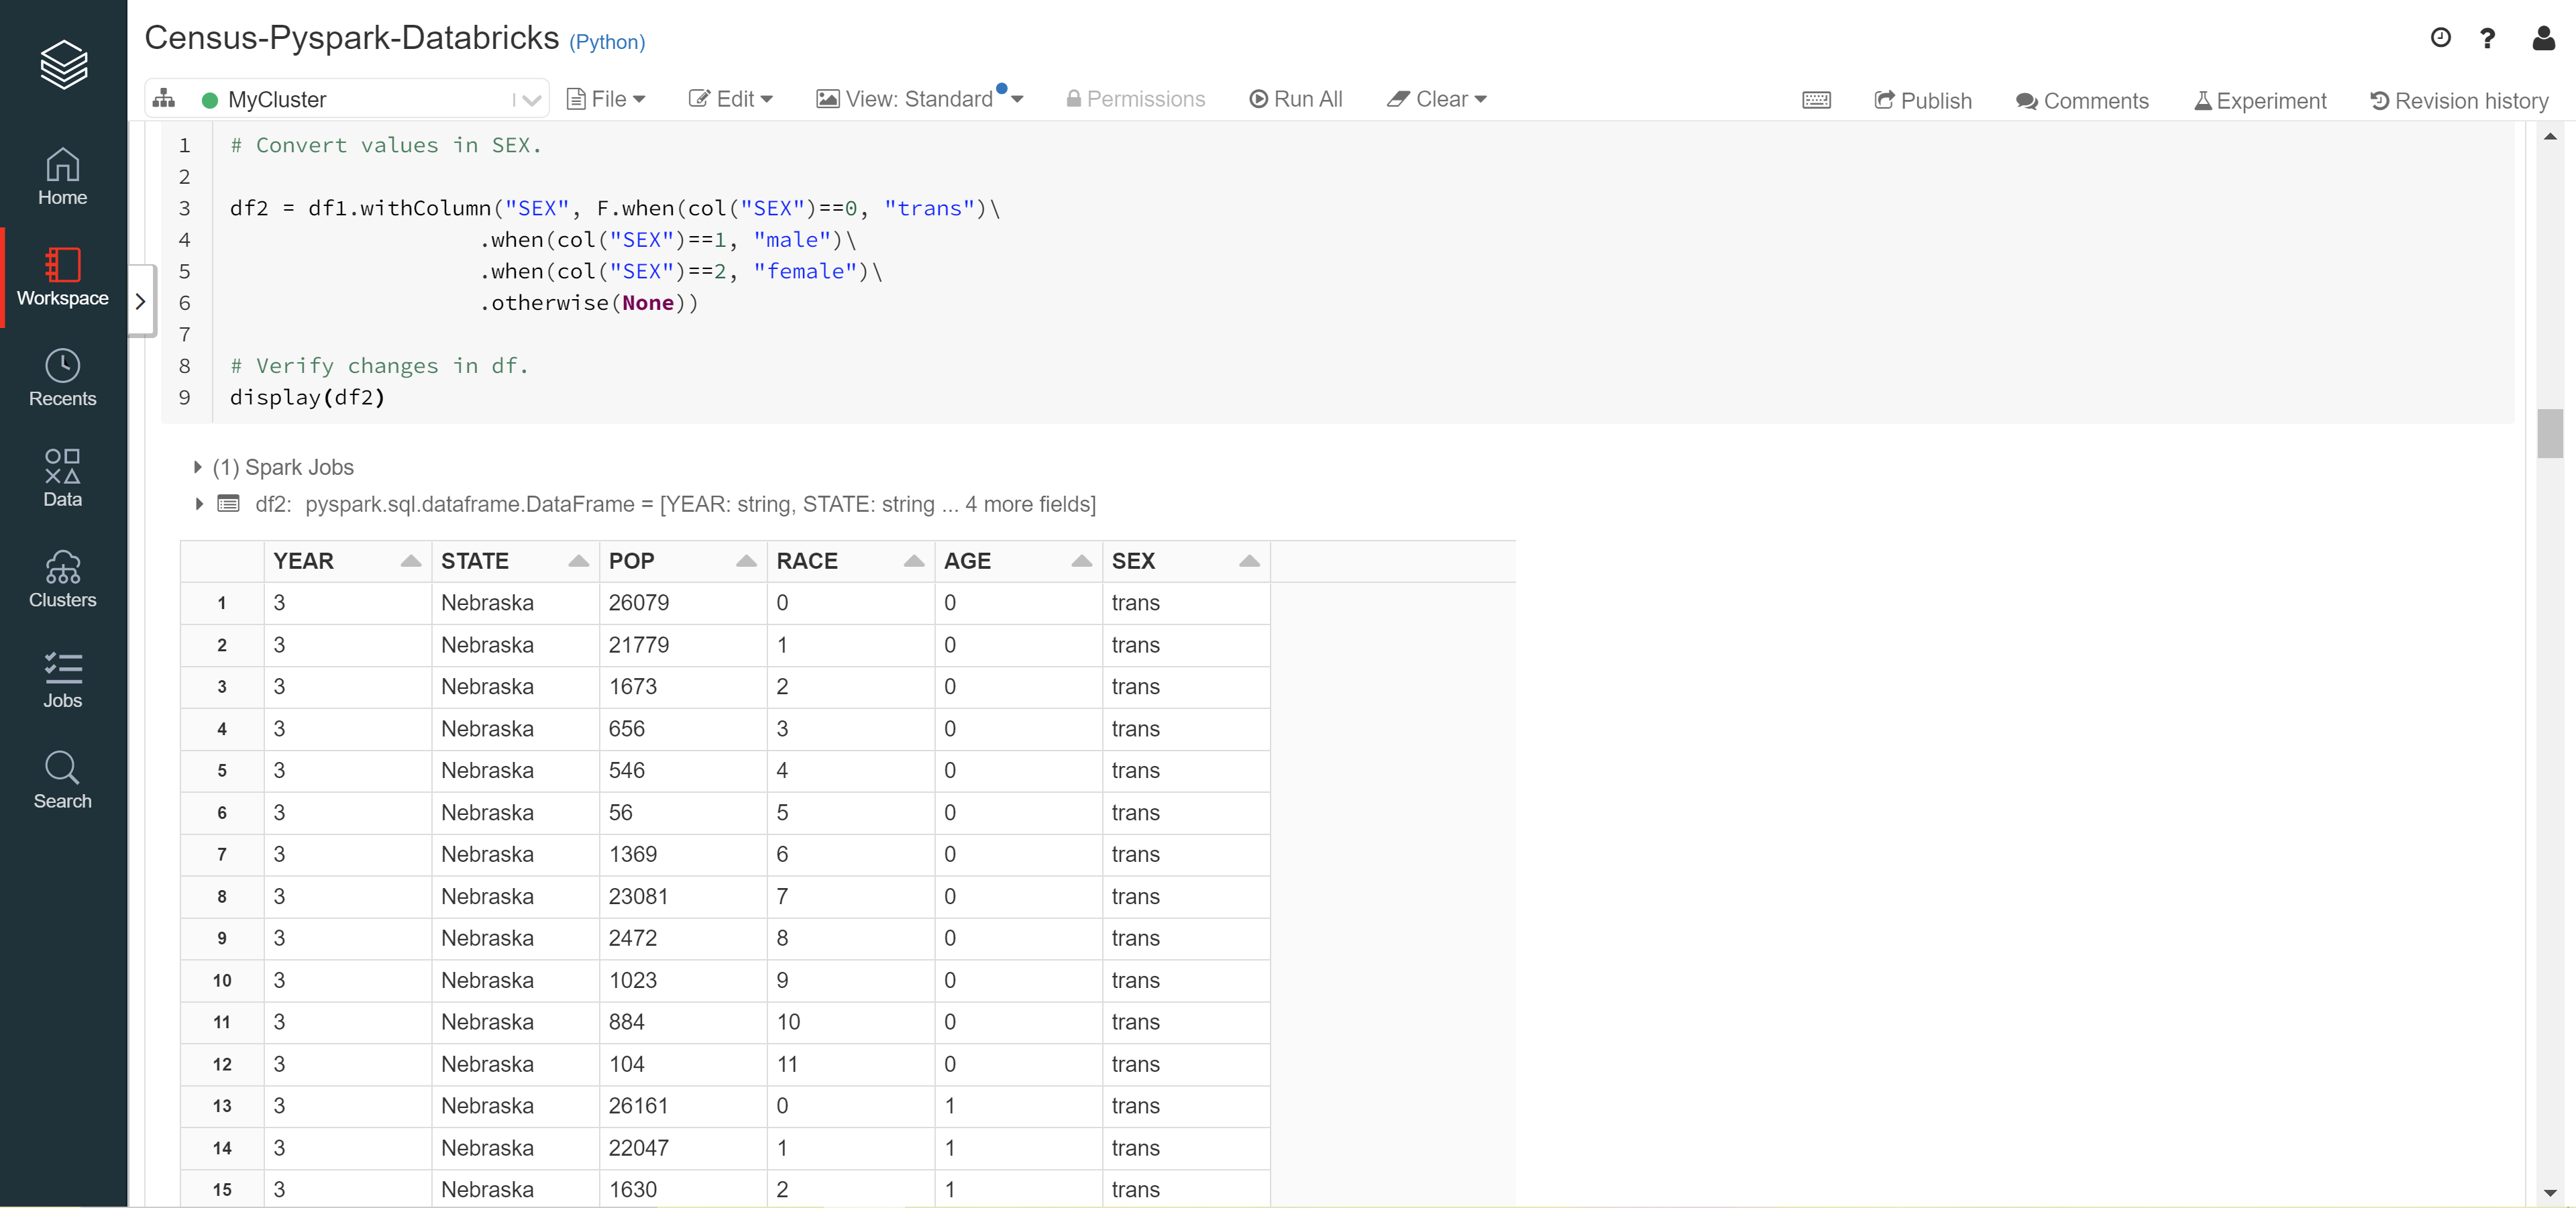 Census-Pyspark-Databricks (Python)
MyCluster File Edit View: Standard Permissions Run All Clear Publish Comments Experiment Revision history
Home
Workspace
Recents
Data
Clusters
Jobs
Search
1 # Convert values in SEX.
2
3 df2 = df1.withColumn("SEX", F.when(col("SEX")==0, "trans")\
4 .when(col("SEX")==1, "male")\
5 .when(col("SEX")==2, "female")\
6 .otherwise(None))
7
8 # Verify changes in df.
9 display(df2)
(1) Spark Jobs
df2: pyspark.sql.dataframe.DataFrame = [YEAR: string, STATE: string ... 4 more fields]
YEAR STATE POP RACE AGE SEX
1 3 Nebraska 26079 0 0 trans
2 3 Nebraska 21779 1 0 trans
3 3 Nebraska 1673 2 0 trans
4 3 Nebraska 656 3 0 trans
5 3 Nebraska 546 4 0 trans
6 3 Nebraska 56 5 0 trans
7 3 Nebraska 1369 6 0 trans
8 3 Nebraska 23081 7 0 trans
9 3 Nebraska 2472 8 0 trans
10 3 Nebraska 1023 9 0 trans
11 3 Nebraska 884 10 0 trans
12 3 Nebraska 104 11 0 trans
13 3 Nebraska 26161 0 1 trans
14 3 Nebraska 22047 1 1 trans
15 3 Nebraska 1630 2 1 trans